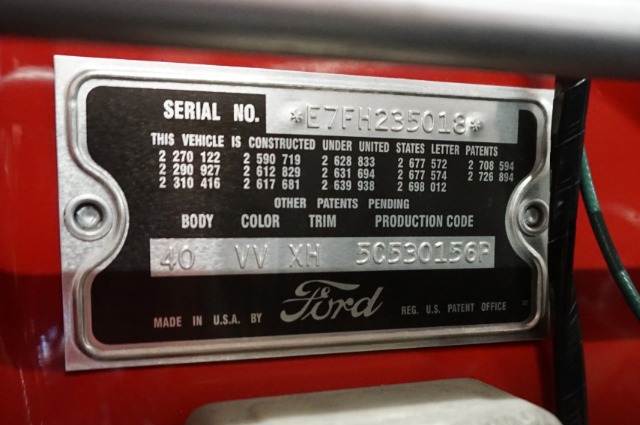 SERIAL NO. *E7FH235018*
THIS VEHICLE IS CONSTRUCTED UNDER UNITED STATES LETTER PATENTS
2 270 122 2 590 719 2 628 833 2 677 572 2 708 594
2 290 927 2 612 829 2 631 694 2 677 574 2 726 894
2 310 416 2 617 681 2 639 938 2 698 012
OTHER PATENTS PENDING
BODY COLOR TRIM PRODUCTION CODE
40 VV XH 5C530156P
MADE IN U.S.A. BY Ford REG. U.S. PATENT OFFICE